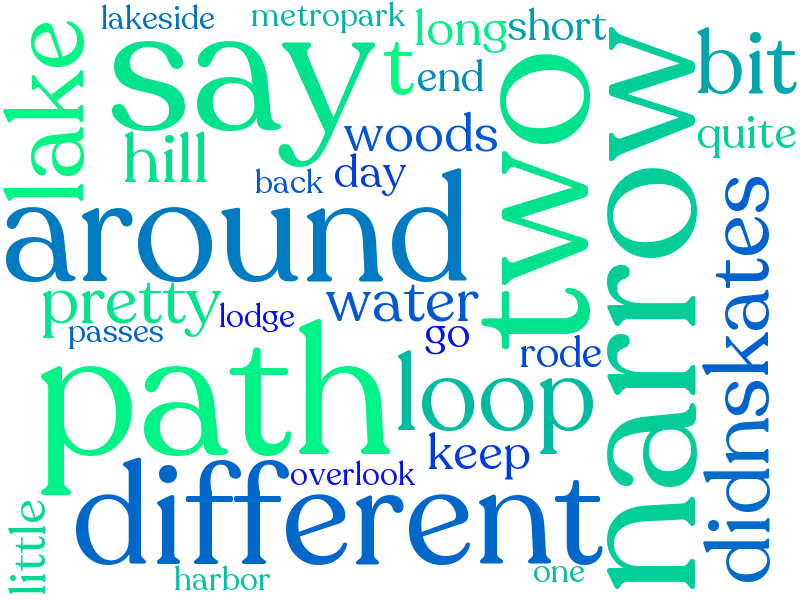 lakeside
metropark
long
short
say
t
end
two
narrow
bit
lake
hill
woods
quite
back
day
around
skates
pretty
lodge
water
go
passes
rode
path
loop
keep
overlook
different
didn
little
harbor
one